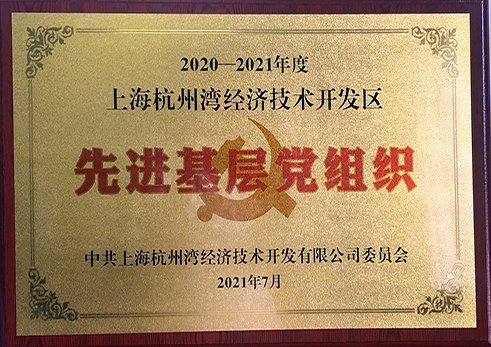 2020—2021年度
上海杭州湾经济技术开发区
先进基层党组织
中共上海杭州湾经济技术开发有限公司委员会
2021年7月